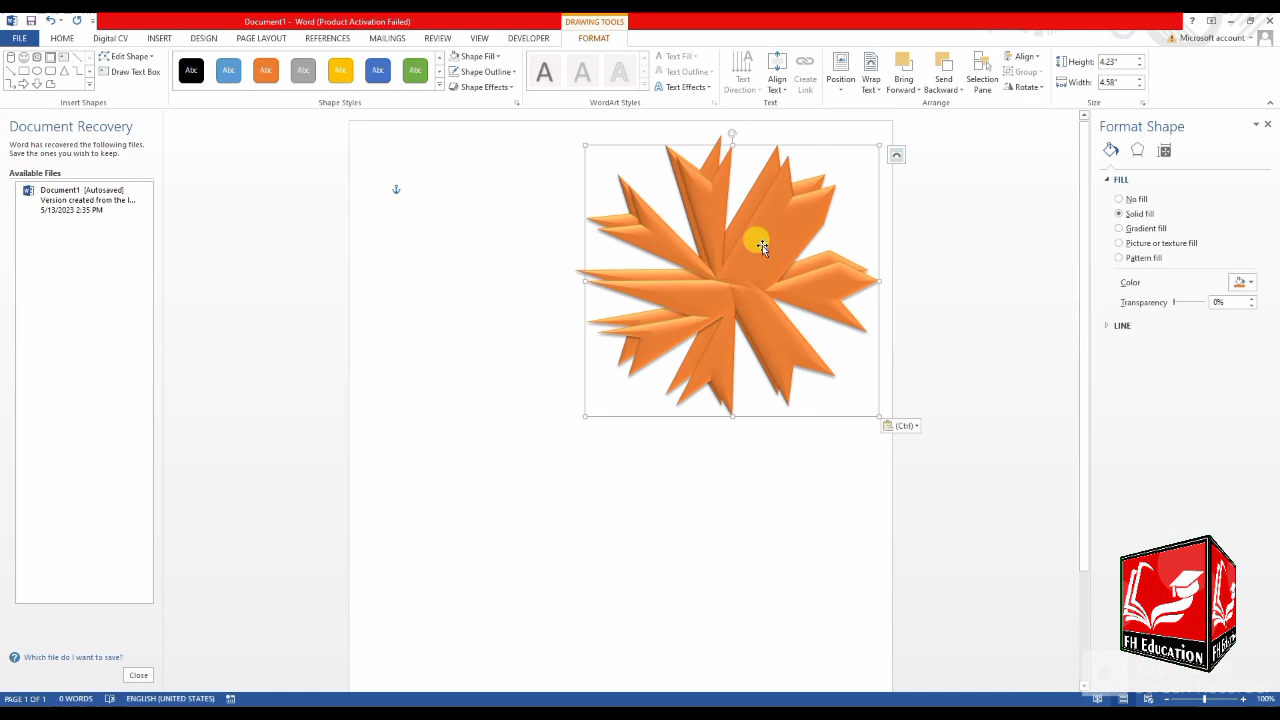 Document1 - Word (Product Activation Failed)
DRAWING TOOLS
FILE
HOME
Digital CV
INSERT
DESIGN
PAGE LAYOUT
REFERENCES
MAILINGS
REVIEW
VIEW
DEVELOPER
FORMAT
Microsoft account
Edit Shape
Draw Text Box
Insert Shapes
Abc Abc Abc Abc Abc Abc Abc
Shape Styles
Shape Fill
Shape Outline
Shape Effects
A A A
WordArt Styles
Text Fill
Text Outline
Text Effects
Text Direction
Align Text
Create Link
Text
Position
Wrap Text
Bring Forward
Send Backward
Selection Pane
Align
Group
Rotate
Arrange
Height: 4.23"
Width: 4.58"
Size
Document Recovery
Word has recovered the following files.
Save the ones you wish to keep.
Available Files
Document1 [Autosaved]
Version created from the l...
5/13/2023 2:35 PM
Which file do I want to save?
Close
(Ctrl)
Format Shape
FILL
No fill
Solid fill
Gradient fill
Picture or texture fill
Pattern fill
Color
Transparency 0%
LINE
FH Education
PAGE 1 OF 1
0 WORDS
ENGLISH (UNITED STATES)
100%